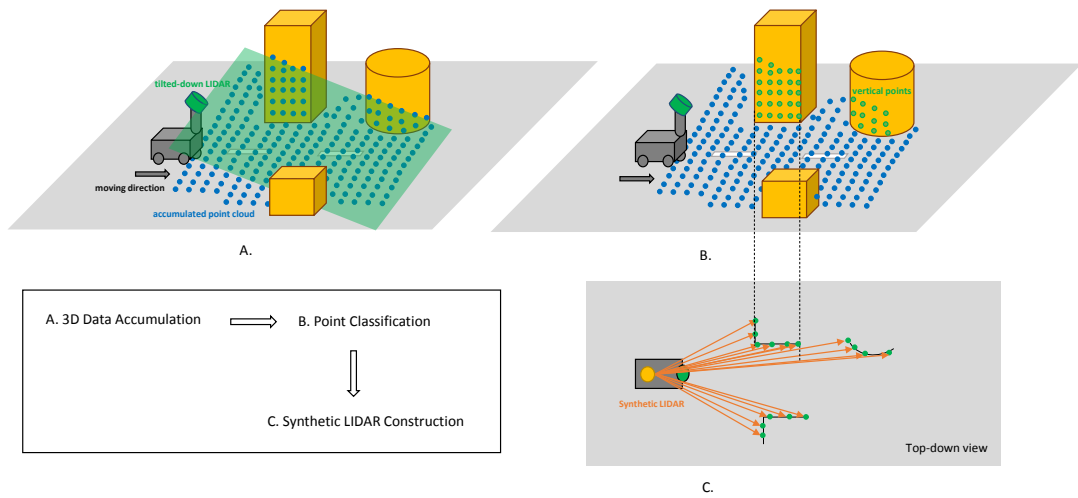 tilted-down LIDAR
moving direction
accumulated point cloud
A.
vertical points
B.
A. 3D Data Accumulation
B. Point Classification
C. Synthetic LIDAR Construction
Synthetic LIDAR
Top-down view
C.